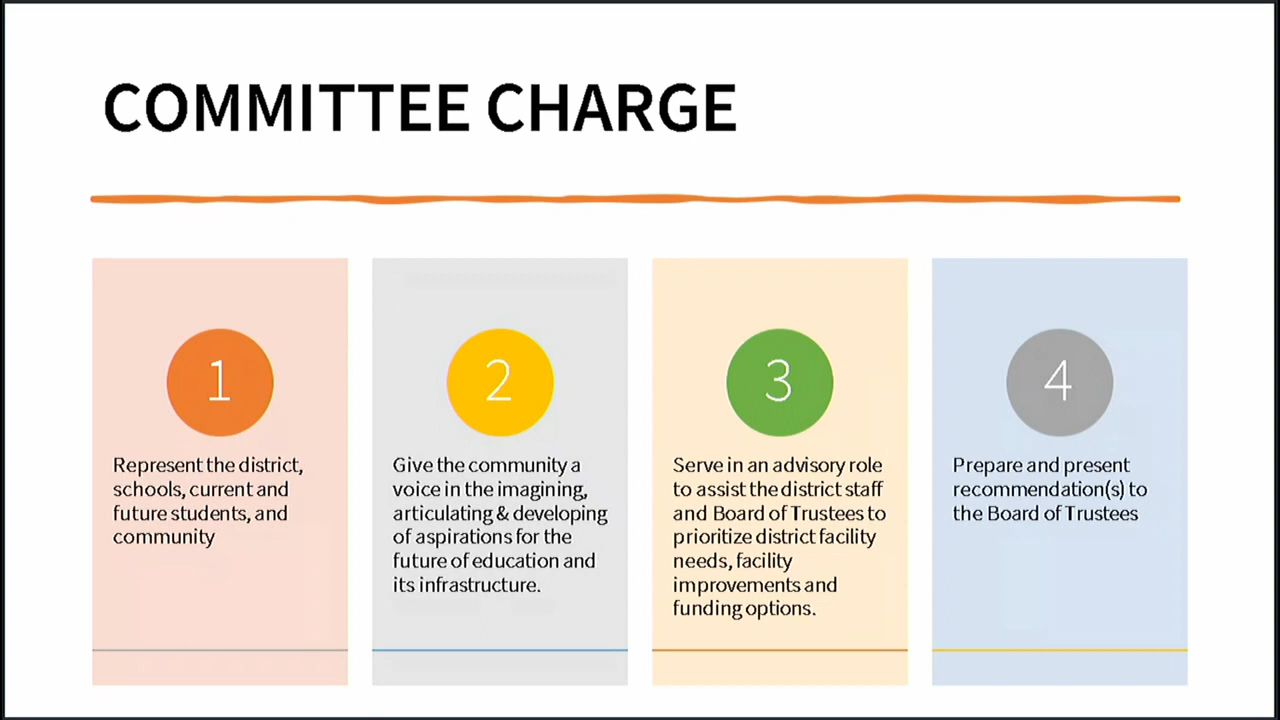 COMMITTEE CHARGE
1
Represent the district,
schools, current and
future students, and
community
2
Give the community a
voice in the imagining,
articulating & developing
of aspirations for the
future of education and
its infrastructure.
3
Serve in an advisory role
to assist the district staff
and Board of Trustees to
prioritize district facility
needs, facility
improvements and
funding options.
4
Prepare and present
recommendation(s) to
the Board of Trustees